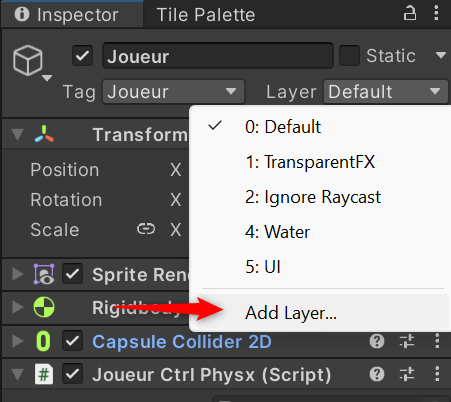 Inspector Tile Palette
Joueur Static
Tag Joueur Layer Default
0: Default
1: TransparentFX
2: Ignore Raycast
4: Water
5: UI
Add Layer...
Transform
Position X
Rotation X
Scale X
Sprite Ren
Rigidbody
Capsule Collider 2D
# Joueur Ctrl Physx (Script)